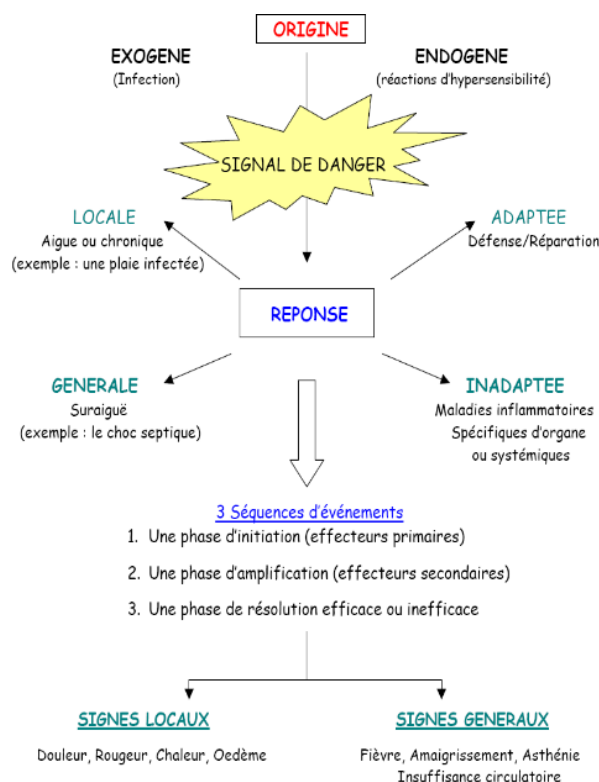 ORIGINE
EXOGENE
(Infection)
ENDOGENE
(réactions d'hypersensibilité)
SIGNAL DE DANGER
LOCALE
Aigue ou chronique
(exemple : une plaie infectée)
ADAPTEE
Défense/Réparation
REPONSE
GENERALE
Suraiguë
(exemple : le choc septique)
INADAPTEE
Maladies inflammatoires
Spécifiques d'organe
ou systémiques
3 Séquences d'événements
1. Une phase d'initiation (effecteurs primaires)
2. Une phase d'amplification (effecteurs secondaires)
3. Une phase de résolution efficace ou inefficace
SIGNES LOCAUX
Douleur, Rougeur, Chaleur, Oedème
SIGNES GENERAUX
Fièvre, Amaigrissement, Asthénie
Insuffisance circulatoire